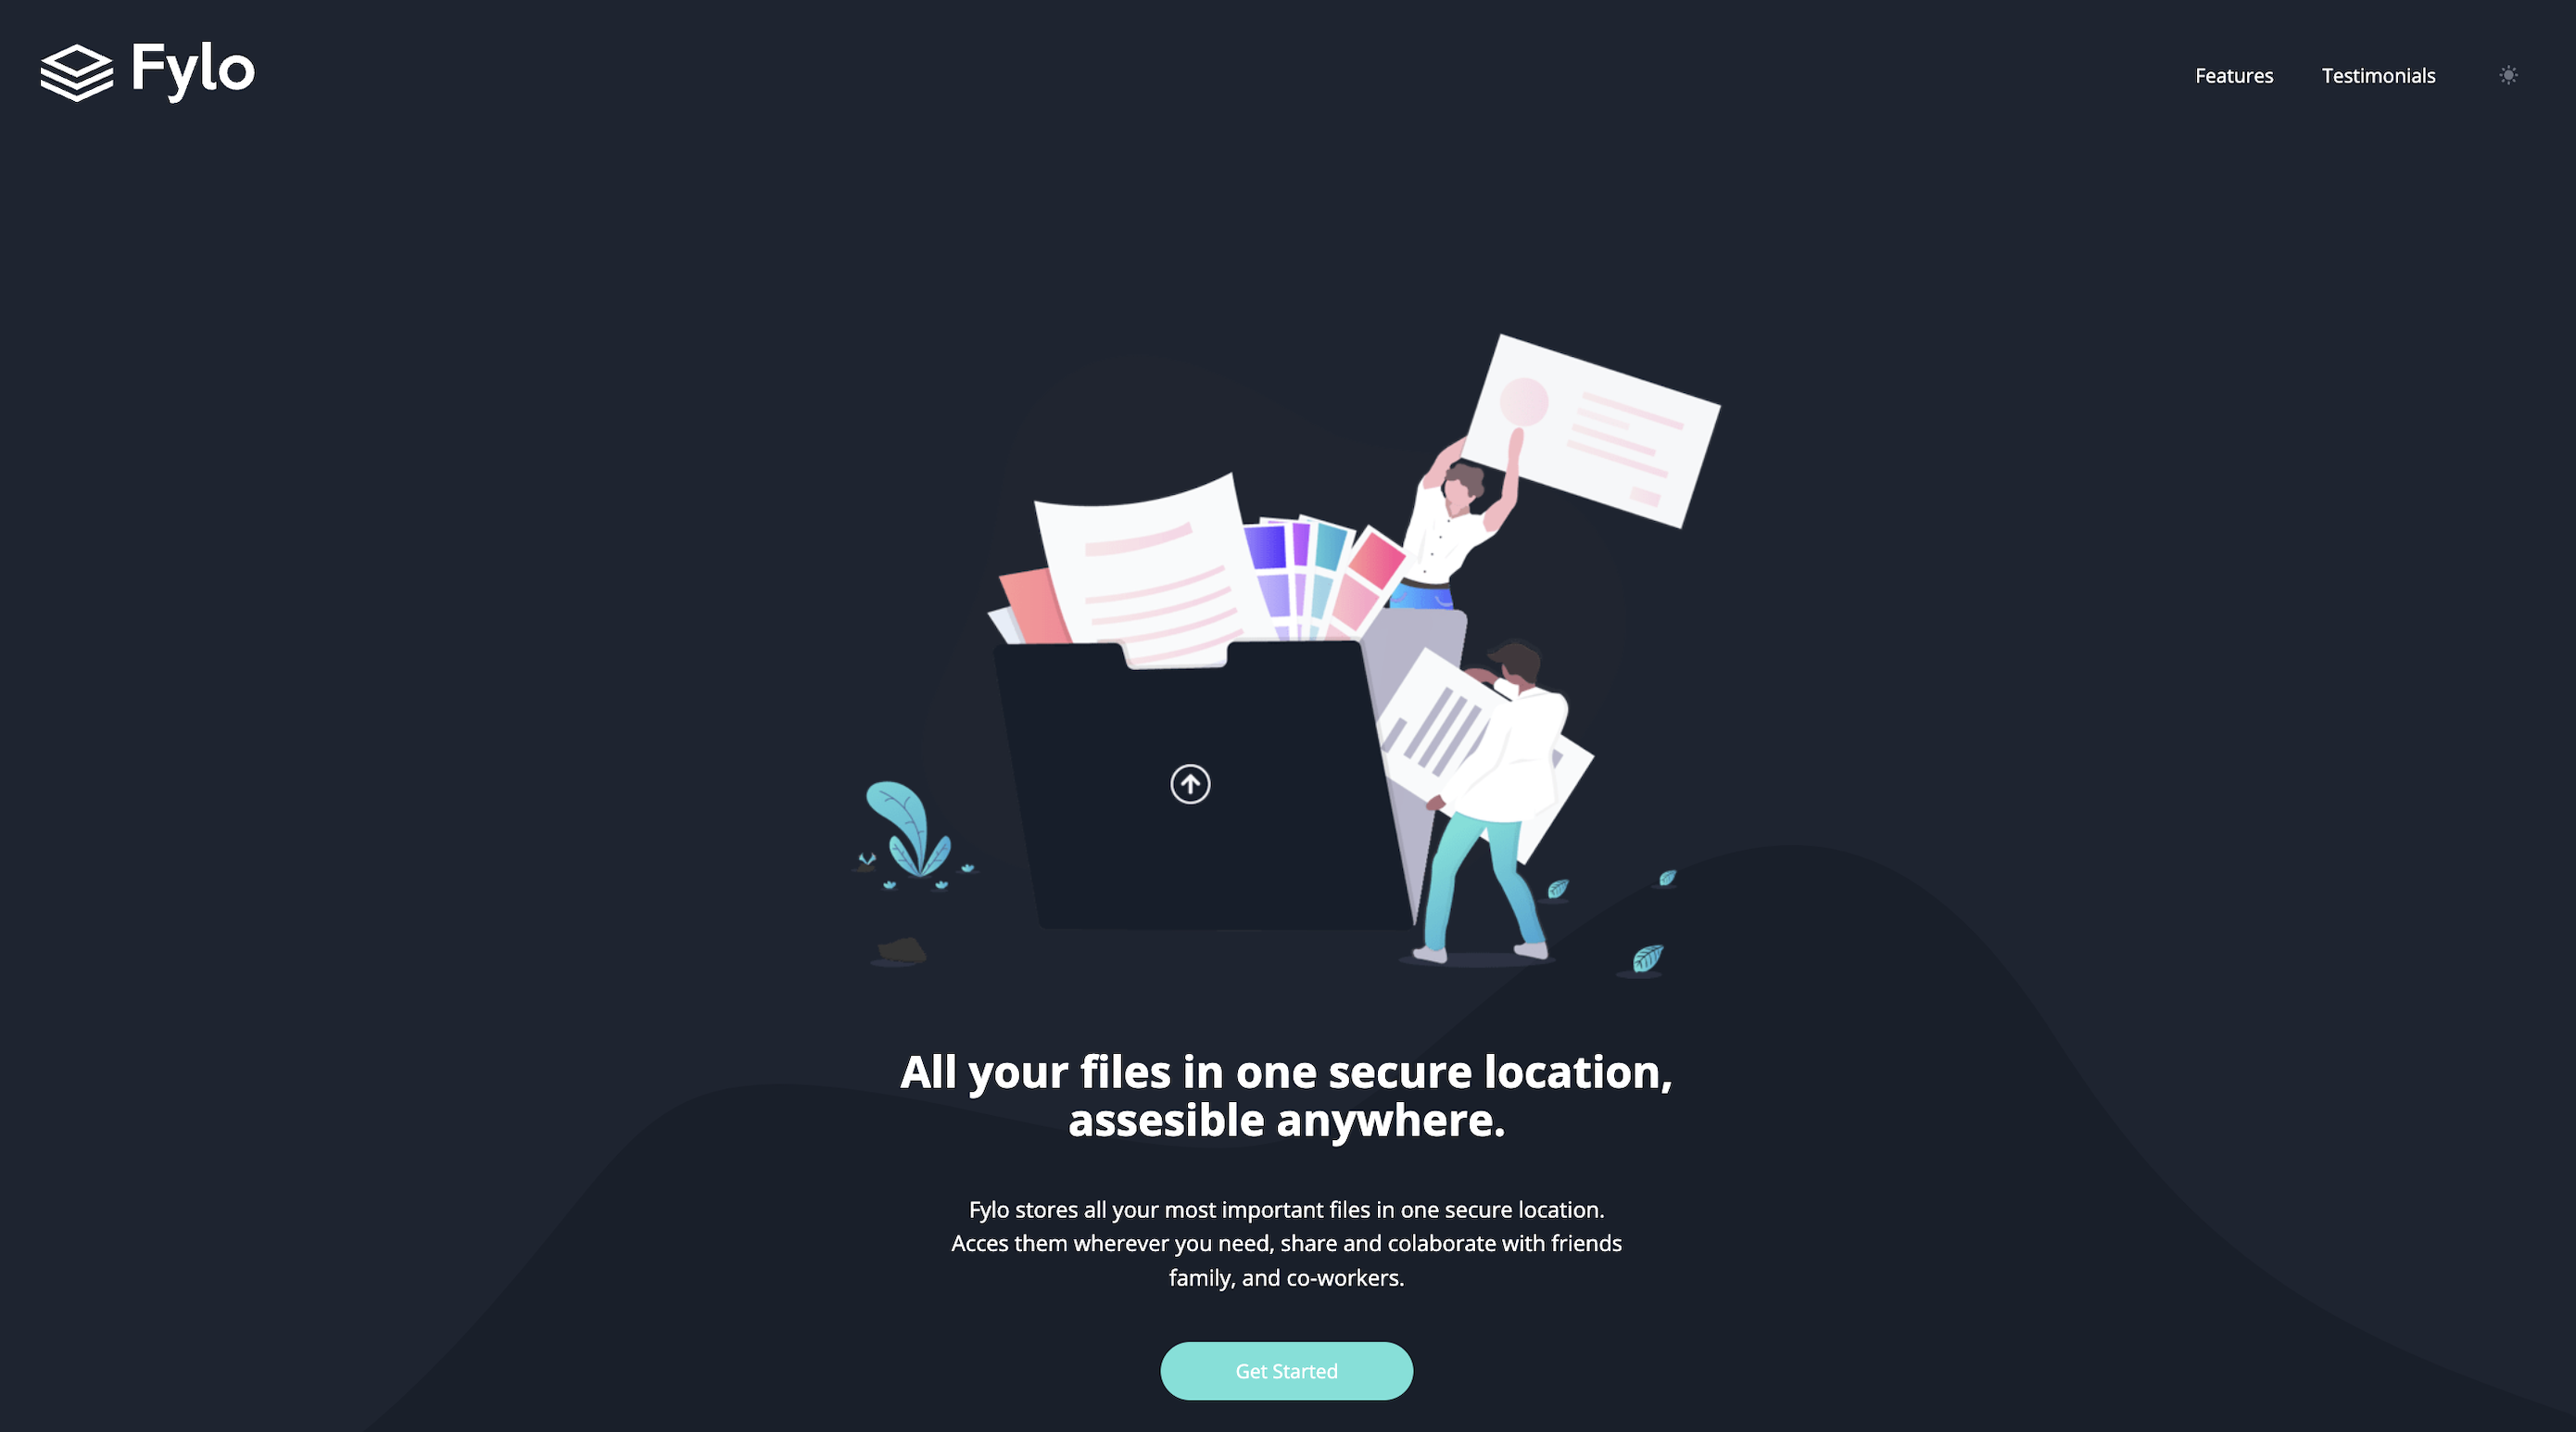 Fylo
Features
Testimonials
All your files in one secure location,
assesible anywhere.
Fylo stores all your most important files in one secure location.
Acces them wherever you need, share and colaborate with friends
family, and co-workers.
Get Started